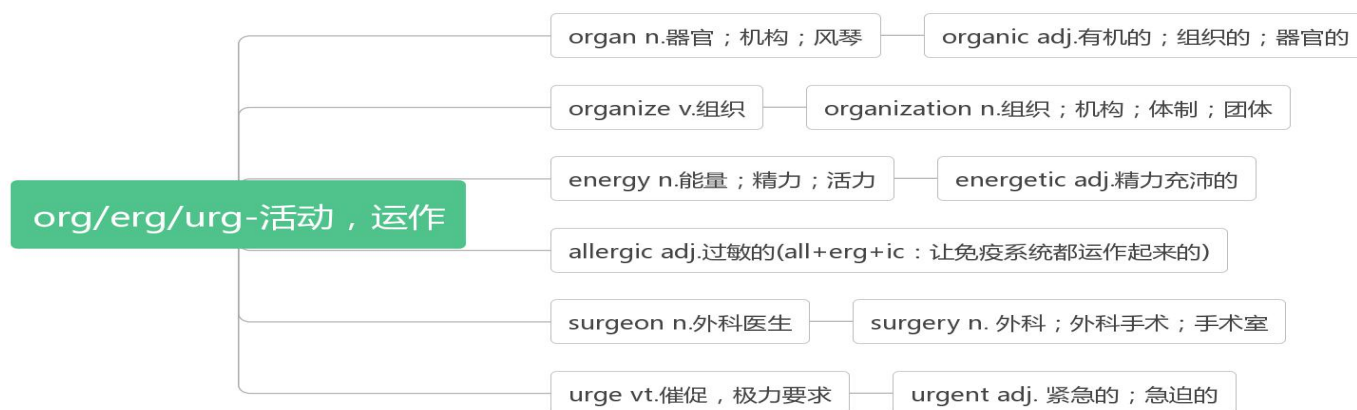 organ n.器官；机构；风琴 organic adj.有机的；组织的；器官的
organize v.组织 organization n.组织；机构；体制；团体
energy n.能量；精力；活力 energetic adj.精力充沛的
org/erg/urg-活动，运作
allergic adj.过敏的(all+erg+ic：让免疫系统都运作起来的)
surgeon n.外科医生 surgery n. 外科；外科手术；手术室
urge vt.催促，极力要求 urgent adj. 紧急的；急迫的